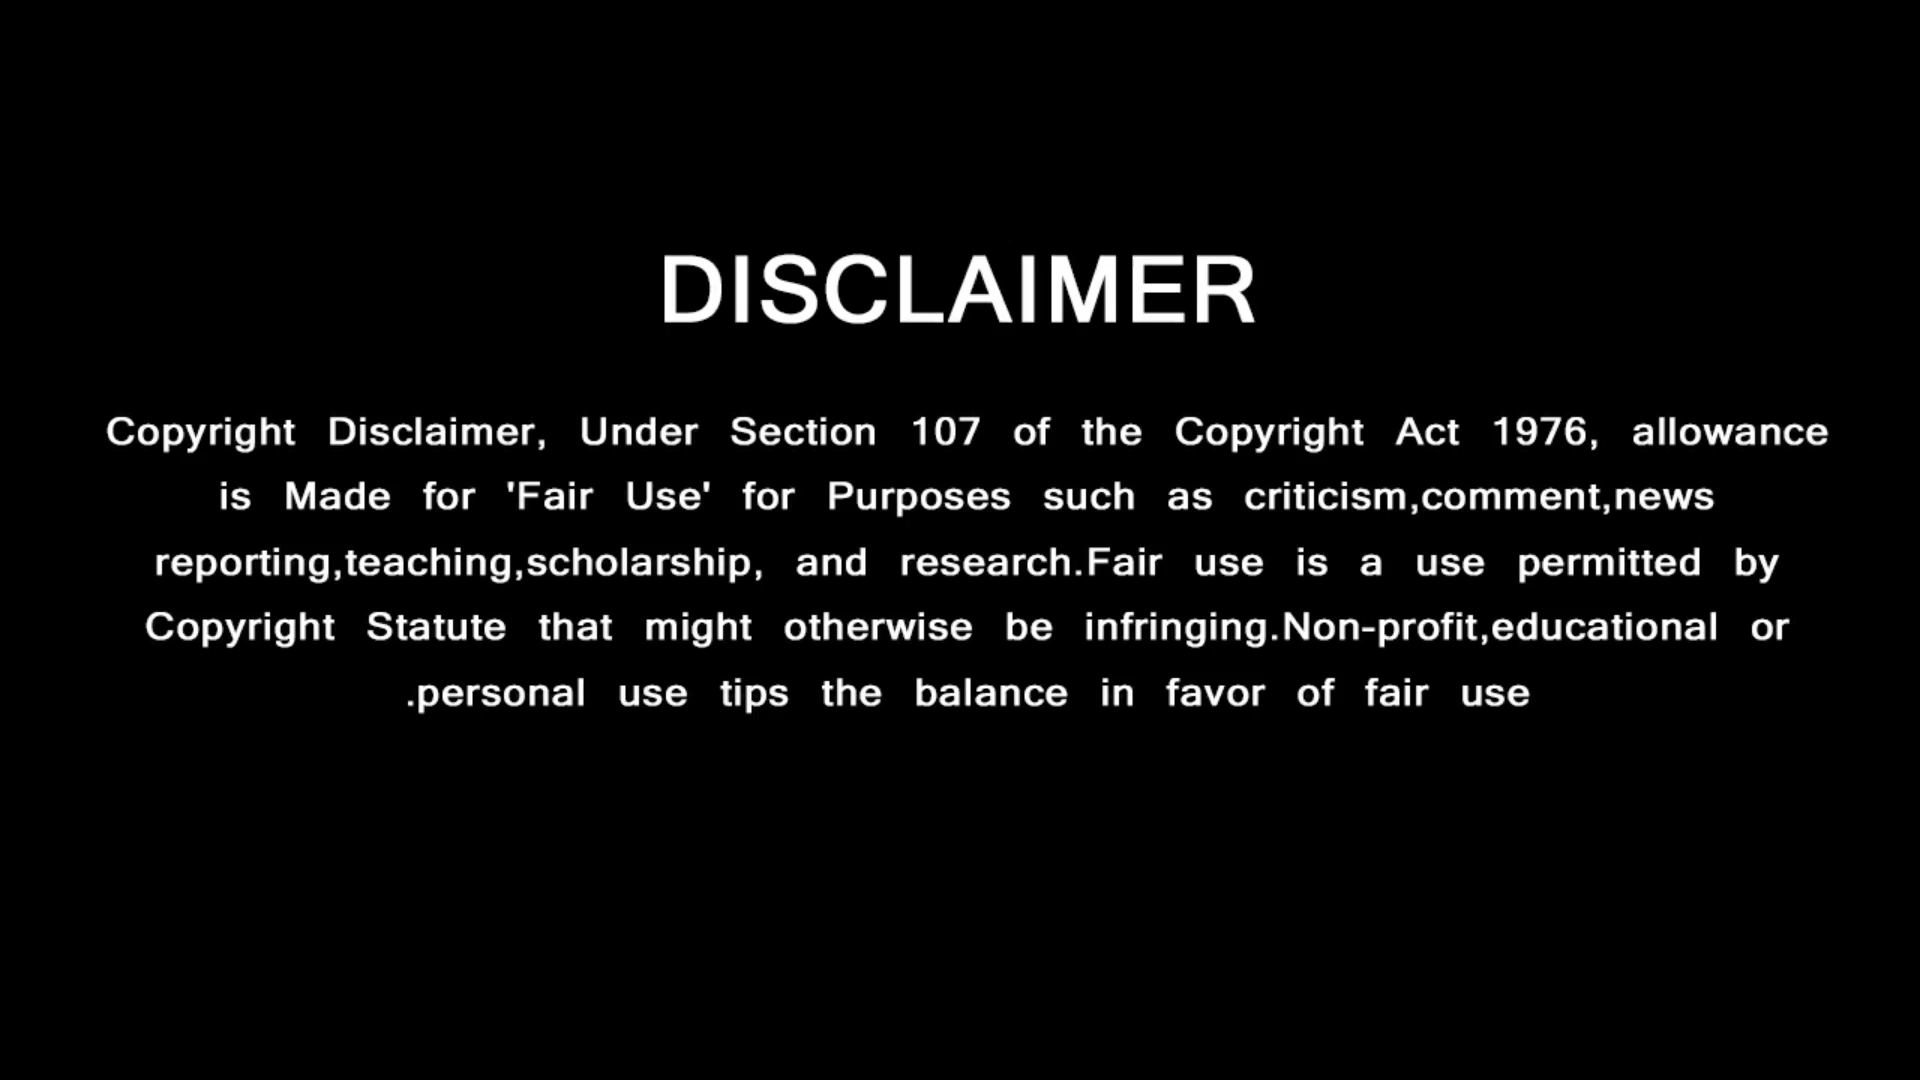 DISCLAIMER
Copyright Disclaimer, Under Section 107 of the Copyright Act 1976, allowance
is Made for 'Fair Use' for Purposes such as criticism,comment,news
reporting,teaching,scholarship, and research.Fair use is a use permitted by
Copyright Statute that might otherwise be infringing.Non-profit,educational or
.personal use tips the balance in favor of fair use